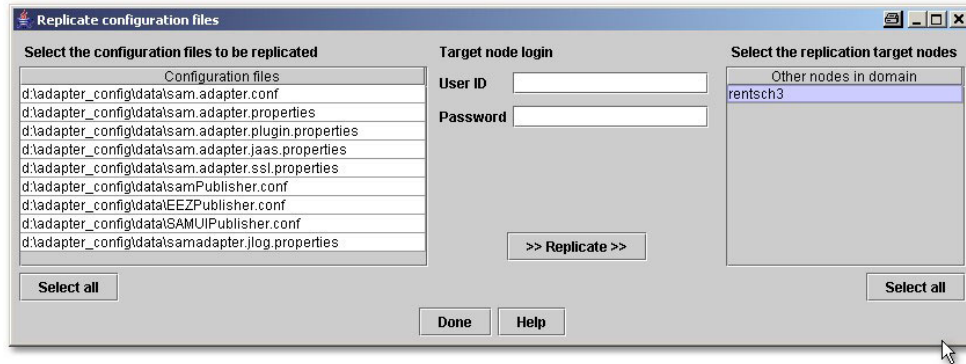 Replicate configuration files
Select the configuration files to be replicated
Configuration files
d:\adapter_config\data\sam.adapter.conf
d:\adapter_config\data\sam.adapter.properties
d:\adapter_config\data\sam.adapter.plugin.properties
d:\adapter_config\data\sam.adapter.jaas.properties
d:\adapter_config\data\sam.adapter.ssl.properties
d:\adapter_config\data\samPublisher.conf
d:\adapter_config\data\EEZPublisher.conf
d:\adapter_config\data\SAMUIPublisher.conf
d:\adapter_config\data\samadapter.jlog.properties
Select all
Target node login
User ID
Password
>> Replicate >>
Select the replication target nodes
Other nodes in domain
rentsch3
Select all
Done
Help